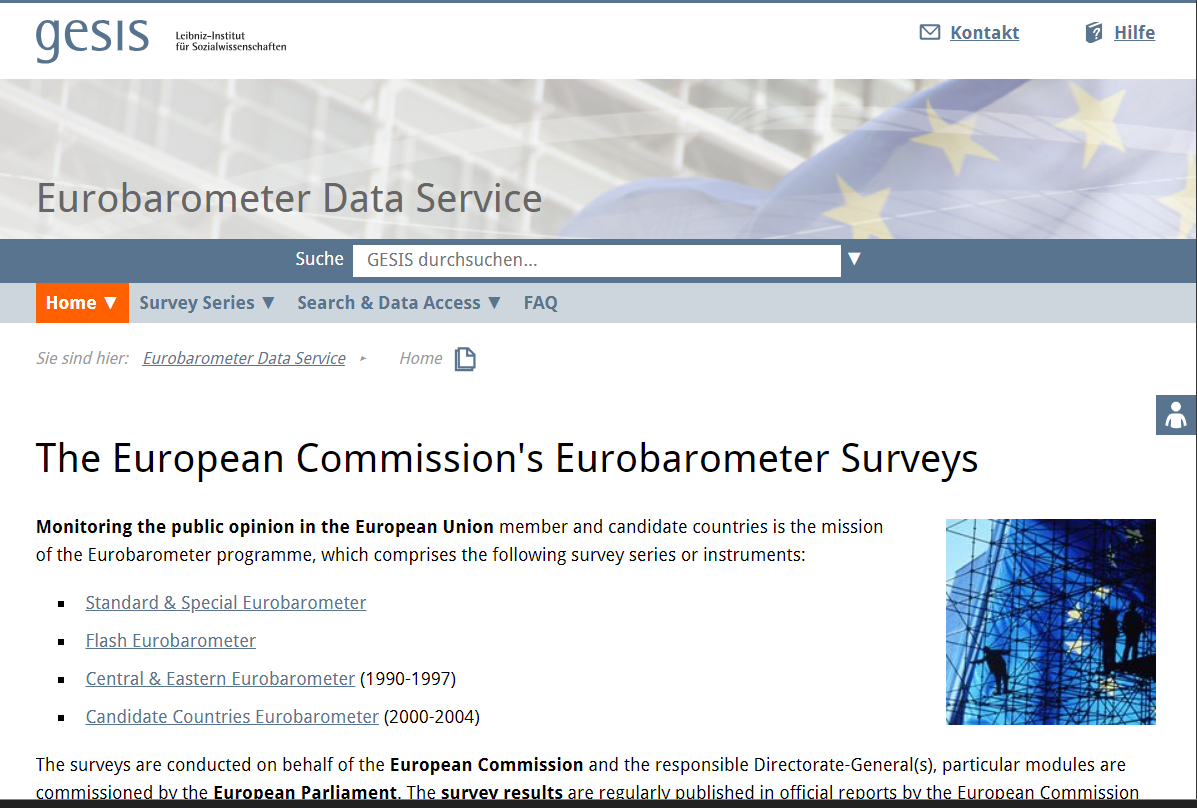 gesis
Leibniz-Institut
für Sozialwissenschaften
Kontakt
Hilfe
Eurobarometer Data Service
Suche
GESIS durchsuchen...
Home ▼ Survey Series ▼ Search & Data Access ▼ FAQ
Sie sind hier: Eurobarometer Data Service ▸ Home
The European Commission's Eurobarometer Surveys
Monitoring the public opinion in the European Union member and candidate countries is the mission
of the Eurobarometer programme, which comprises the following survey series or instruments:
Standard & Special Eurobarometer
Flash Eurobarometer
Central & Eastern Eurobarometer (1990-1997)
Candidate Countries Eurobarometer (2000-2004)
The surveys are conducted on behalf of the European Commission and the responsible Directorate-General(s), particular modules are
commissioned by the European Parliament. The survey results are regularly published in official reports by the European Commission